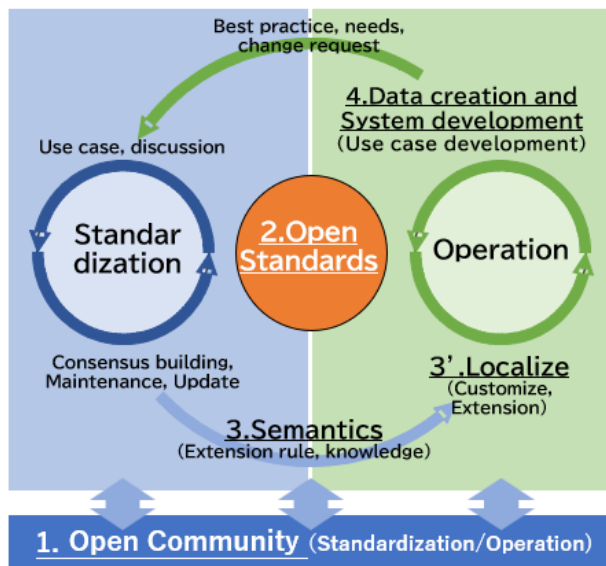 Best practice, needs,
change request
4.Data creation and
System development
(Use case development)
Use case, discussion
Standar
dization
2.Open
Standards
Operation
Consensus building,
Maintenance, Update
3'.Localize
(Customize,
Extension)
3.Semantics
(Extension rule, knowledge)
1. Open Community (Standardization/Operation)